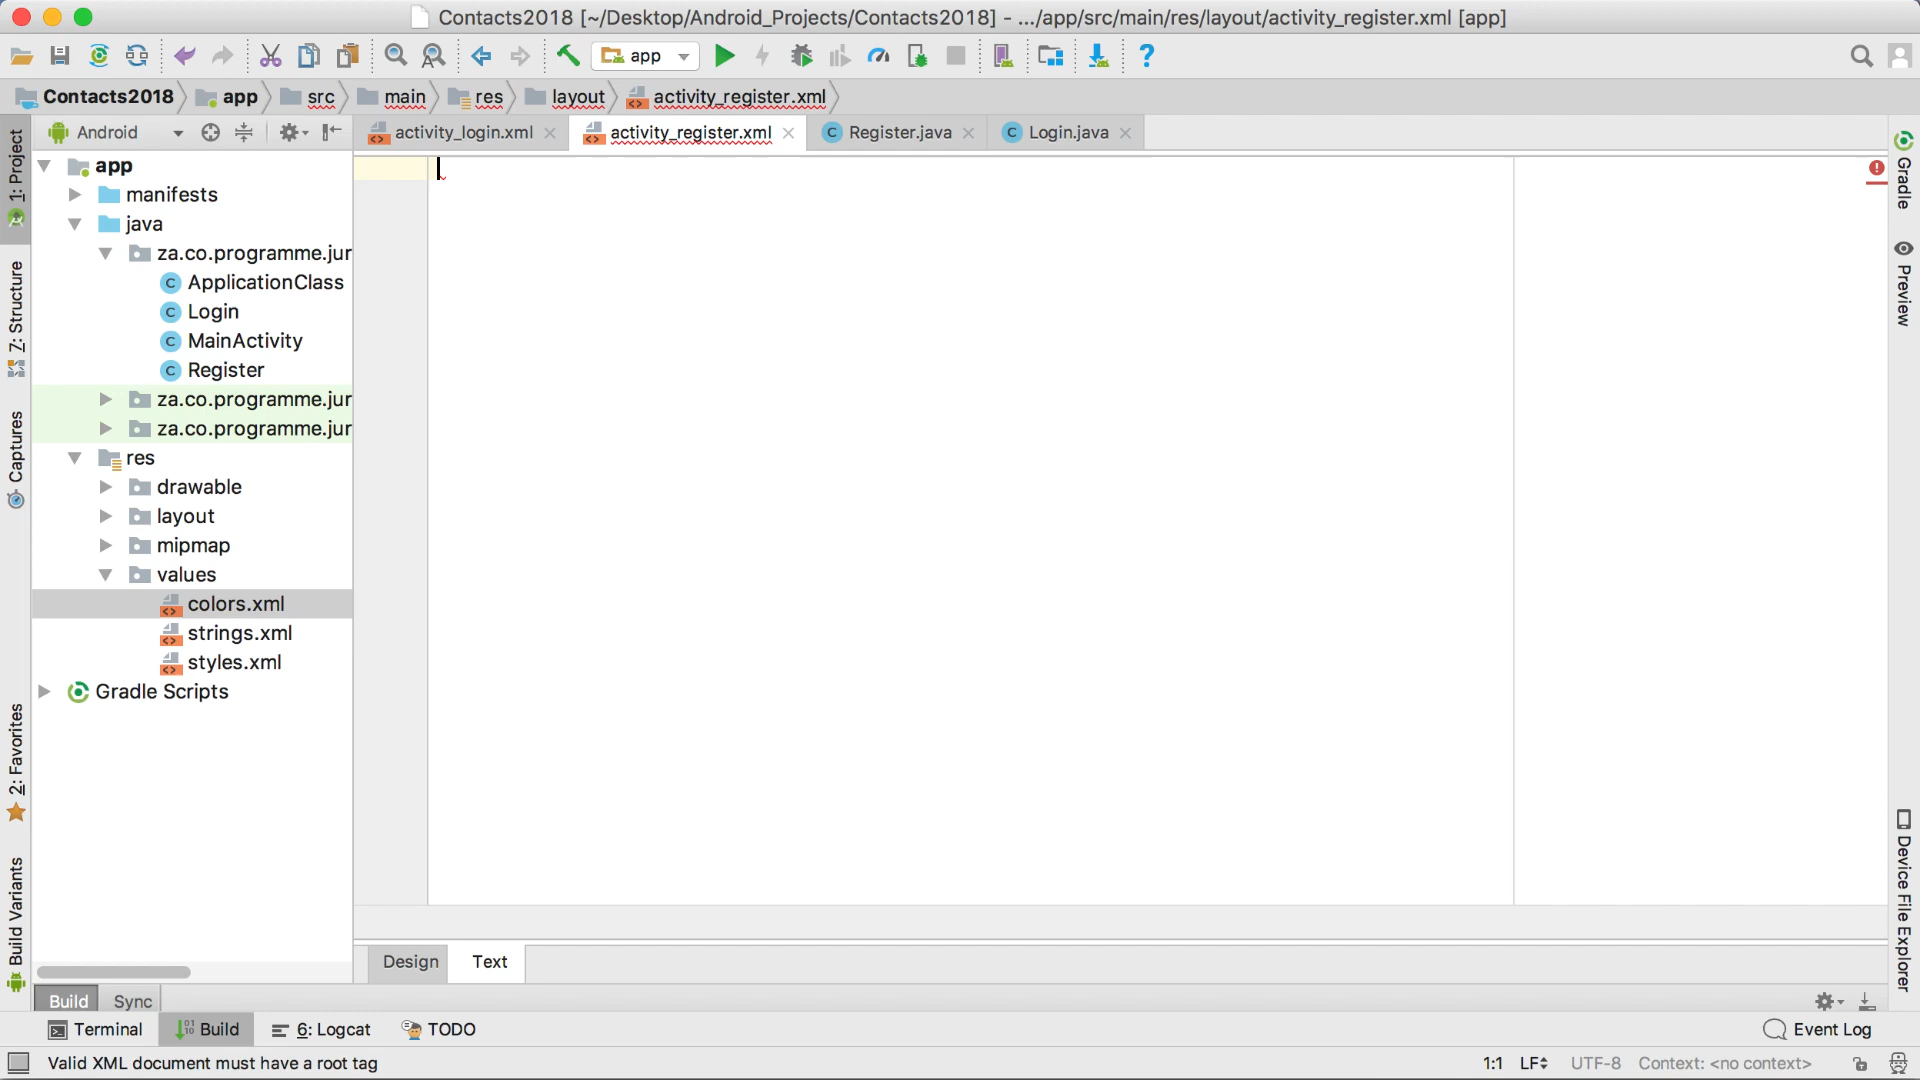 Contacts2018 [~/Desktop/Android_Projects/Contacts2018] - .../app/src/main/res/layout/activity_register.xml [app]
app
Contacts2018 app src main res layout activity_register.xml
Android
activity_login.xml
activity_register.xml
Register.java
Login.java
1: Project
Z: Structure
Captures
2: Favorites
Build Variants
app
manifests
java
za.co.programme.jur
ApplicationClass
Login
MainActivity
Register
za.co.programme.jur
za.co.programme.jur
res
drawable
layout
mipmap
values
colors.xml
strings.xml
styles.xml
Gradle Scripts
Gradle
Preview
Device File Explorer
Design Text
Build Sync
Terminal Build 6: Logcat TODO Event Log
Valid XML document must have a root tag 1:1 LF UTF-8 Context: <no context>